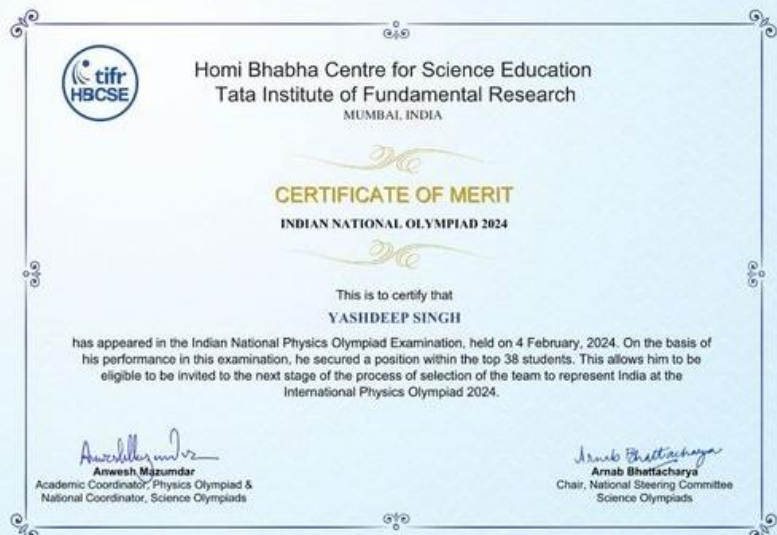 tifr
HBCSE
Homi Bhabha Centre for Science Education
Tata Institute of Fundamental Research
MUMBAI, INDIA
CERTIFICATE OF MERIT
INDIAN NATIONAL OLYMPIAD 2024
This is to certify that
YASHDEEP SINGH
has appeared in the Indian National Physics Olympiad Examination, held on 4 February, 2024. On the basis of
his performance in this examination, he secured a position within the top 38 students. This allows him to be
eligible to be invited to the next stage of the process of selection of the team to represent India at the
International Physics Olympiad 2024.
Anwesh Mazumdar
Academic Coordinator, Physics Olympiad &
National Coordinator, Science Olympiads
Arnab Bhattacharya
Arnab Bhattacharya
Chair, National Steering Committee
Science Olympiads